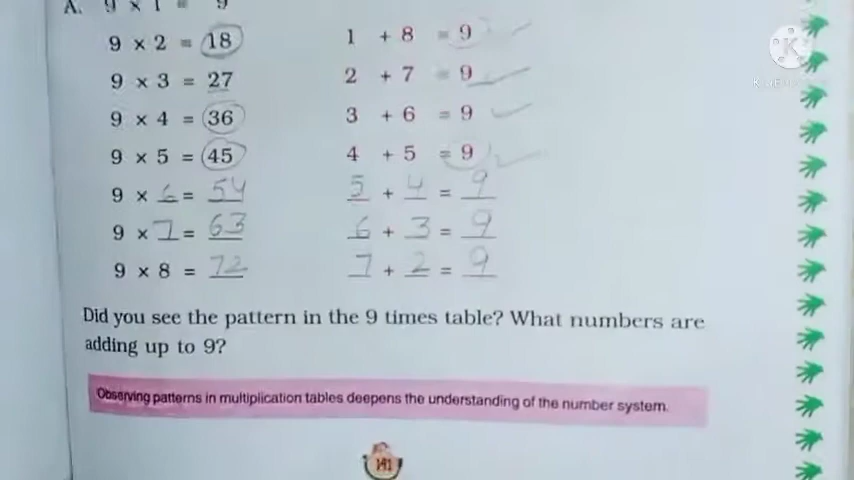 A. 9 × 1 = 9
9 × 2 = 18 1 + 8 = 9
9 × 3 = 27 2 + 7 = 9
9 × 4 = 36 3 + 6 = 9
9 × 5 = 45 4 + 5 = 9
9 × 6 = 54 5 + 4 = 9
9 × 7 = 63 6 + 3 = 9
9 × 8 = 72 7 + 2 = 9
Did you see the pattern in the 9 times table? What numbers are
adding up to 9?
Observing patterns in multiplication tables deepens the understanding of the number system.
141
K